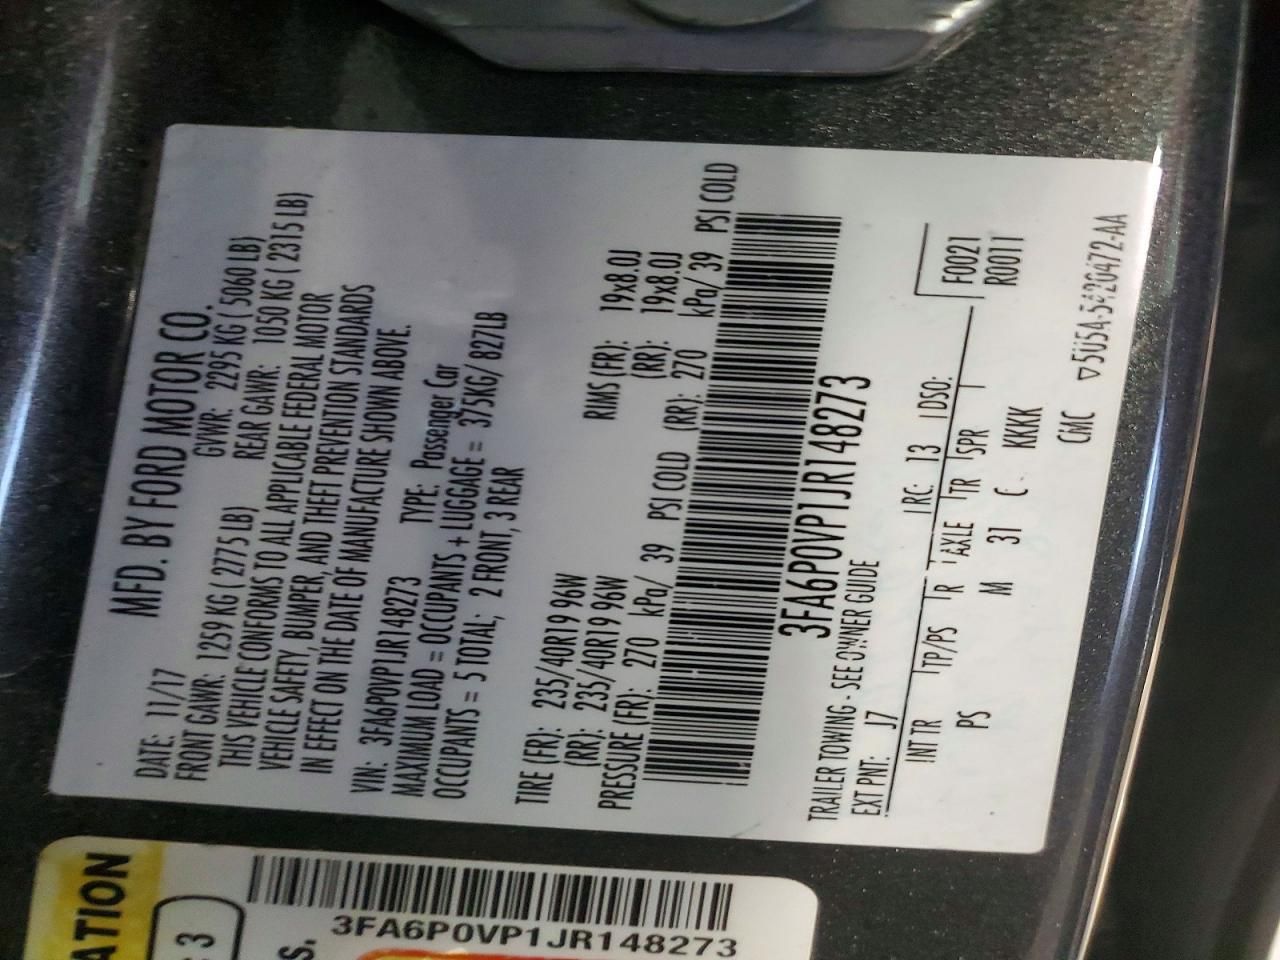 MFD. BY FORD MOTOR CO.
DATE: 11/17 GVWR: 2295 KG ( 5060 LB)
FRONT GAWR: 1259 KG ( 2775 LB) REAR GAWR: 1050 KG ( 2315 LB)
THIS VEHICLE CONFORMS TO ALL APPLICABLE FEDERAL MOTOR
VEHICLE SAFETY, BUMPER, AND THEFT PREVENTION STANDARDS
IN EFFECT ON THE DATE OF MANUFACTURE SHOWN ABOVE.
VIN: 3FA6P0VP1JR148273 TYPE: Passenger Car
MAXIMUM LOAD = OCCUPANTS + LUGGAGE = 375KG/ 827LB
OCCUPANTS = 5 TOTAL; 2 FRONT, 3 REAR
TIRE (FR): 235/40R19 96W RIMS (FR): 19x8.0J
(RR): 235/40R19 96W (RR): 19x8.0J
PRESSURE (FR): 270 kPa/ 39 PSI COLD (RR): 270 kPa/ 39 PSI COLD
3FA6P0VP1JR148273
TRAILER TOWING - SEE OWNER GUIDE
EXT PNT: J7 RC: 13 DSO: F0021
INT TR TP/PS R AXLE TR SPR R0011
PS M 31 C KKKK
CMC ▽5U5A-5420472-AA
ATION
3
S.
3FA6P0VP1JR148273